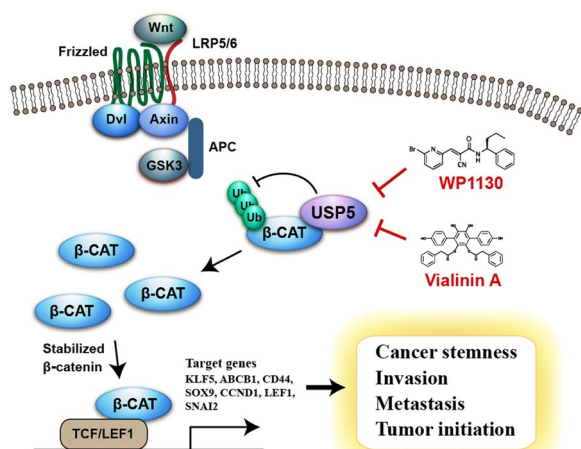 Wnt
LRP5/6
Frizzled
Dvl
Axin
APC
GSK3
Ub
Ub
Ub
β-CAT
USP5
Br
N
O
CN
N
H
WP1130
Vialinin A
β-CAT
β-CAT
β-CAT
Stabilized
β-catenin
β-CAT
TCF/LEF1
Target genes
KLF5, ABCB1, CD44,
SOX9, CCND1, LEF1,
SNAI2
Cancer stemness
Invasion
Metastasis
Tumor initiation